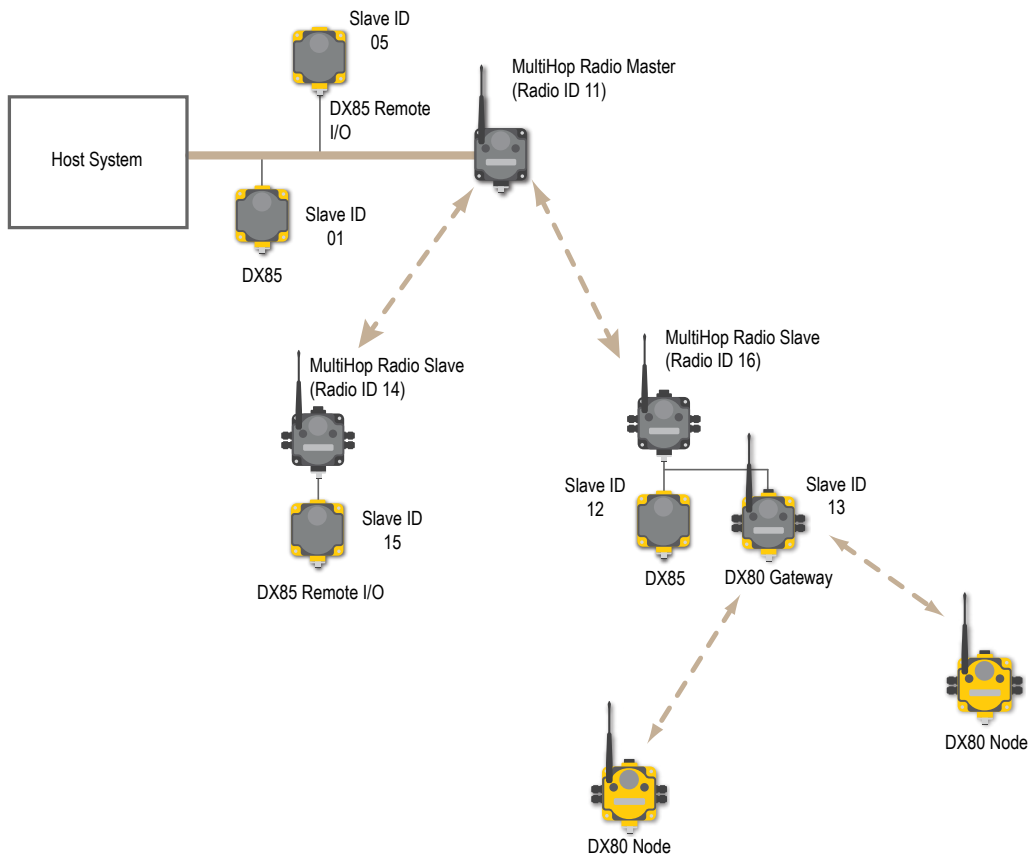 Slave ID
05
MultiHop Radio Master
(Radio ID 11)
DX85 Remote
I/O
Host System
Slave ID
01
DX85
MultiHop Radio Slave
(Radio ID 14)
MultiHop Radio Slave
(Radio ID 16)
Slave ID
12
Slave ID
13
Slave ID
15
DX85
DX80 Gateway
DX85 Remote I/O
DX80 Node
DX80 Node